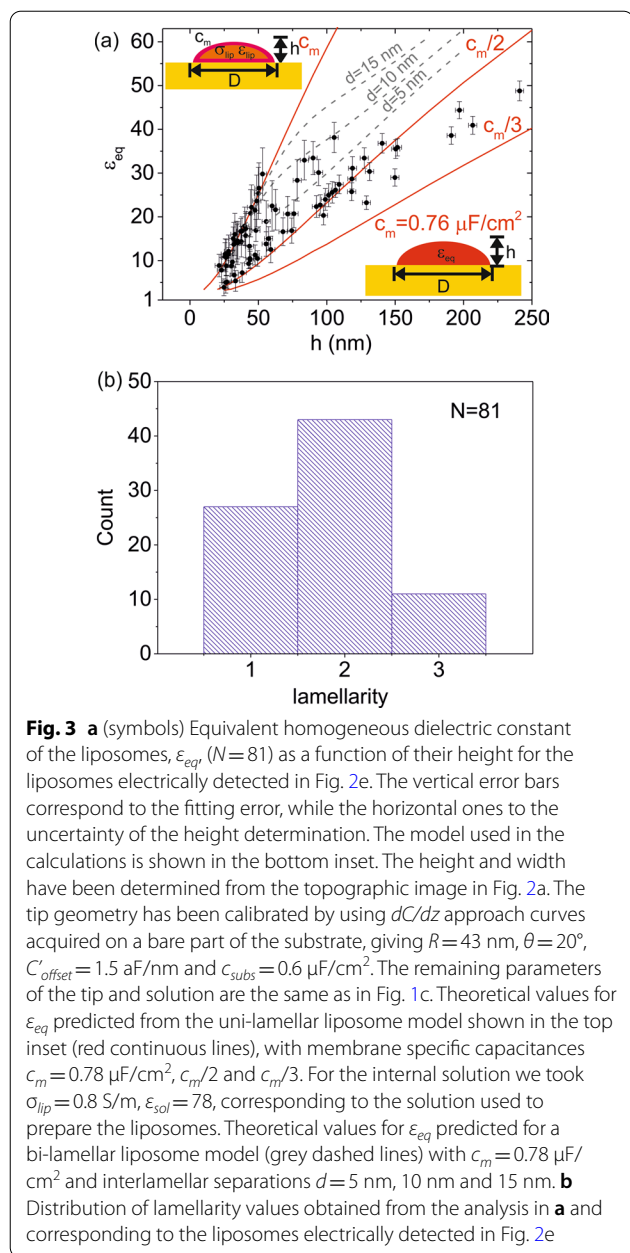 (a)
60
50
40
30
20
10
1
ε_eq
c_m
σ_lip ε_lip
h
D
c_m
d=15 nm
d=10 nm
d=5 nm
c_m/2
c_m/3
c_m=0.76 μF/cm²
ε_eq
h
D
0 50 100 150 200 250
h (nm)
(b)
50
40
30
20
10
0
Count
N=81
1 2 3
lamellarity
Fig. 3 a (symbols) Equivalent homogeneous dielectric constant
of the liposomes, ε_eq, (N=81) as a function of their height for the
liposomes electrically detected in Fig. 2e. The vertical error bars
correspond to the fitting error, while the horizontal ones to the
uncertainty of the height determination. The model used in the
calculations is shown in the bottom inset. The height and width
have been determined from the topographic image in Fig. 2a. The
tip geometry has been calibrated by using dC/dz approach curves
acquired on a bare part of the substrate, giving R=43 nm, θ=20°,
C'_offset=1.5 aF/nm and c_subs=0.6 μF/cm². The remaining parameters
of the tip and solution are the same as in Fig. 1c. Theoretical values for
ε_eq predicted from the uni-lamellar liposome model shown in the top
inset (red continuous lines), with membrane specific capacitances
c_m=0.78 μF/cm², c_m/2 and c_m/3. For the internal solution we took
σ_lip=0.8 S/m, ε_sol=78, corresponding to the solution used to
prepare the liposomes. Theoretical values for ε_eq predicted for a
bi-lamellar liposome model (grey dashed lines) with c_m=0.78 μF/
cm² and interlamellar separations d=5 nm, 10 nm and 15 nm. b
Distribution of lamellarity values obtained from the analysis in a and
corresponding to the liposomes electrically detected in Fig. 2e